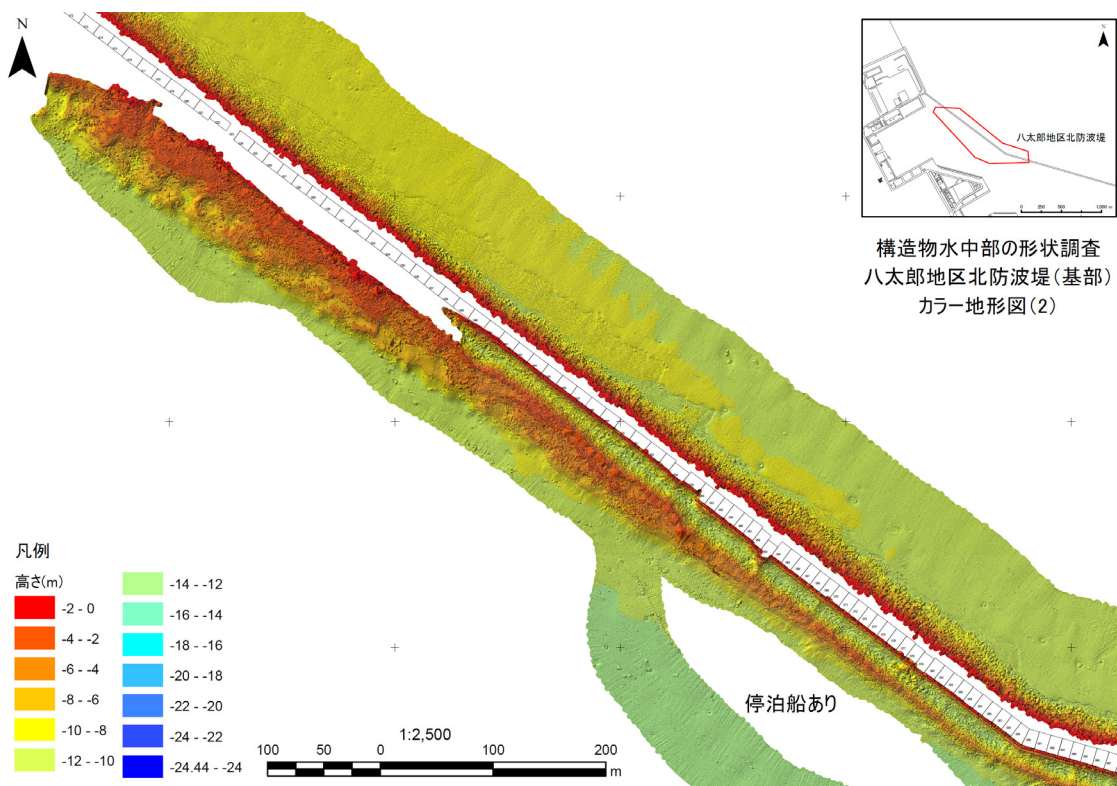 N
N
八太郎地区北防波堤
0 250 500 1,000 m
構造物水中部の形状調査
八太郎地区北防波堤(基部)
カラー地形図(2)
停泊船あり
凡例
高さ(m)
-2 - 0
-4 - -2
-6 - -4
-8 - -6
-10 - -8
-12 - -10
-14 - -12
-16 - -14
-18 - -16
-20 - -18
-22 - -20
-24 - -22
-24.44 - -24
1:2,500
100 50 0 100 200
m